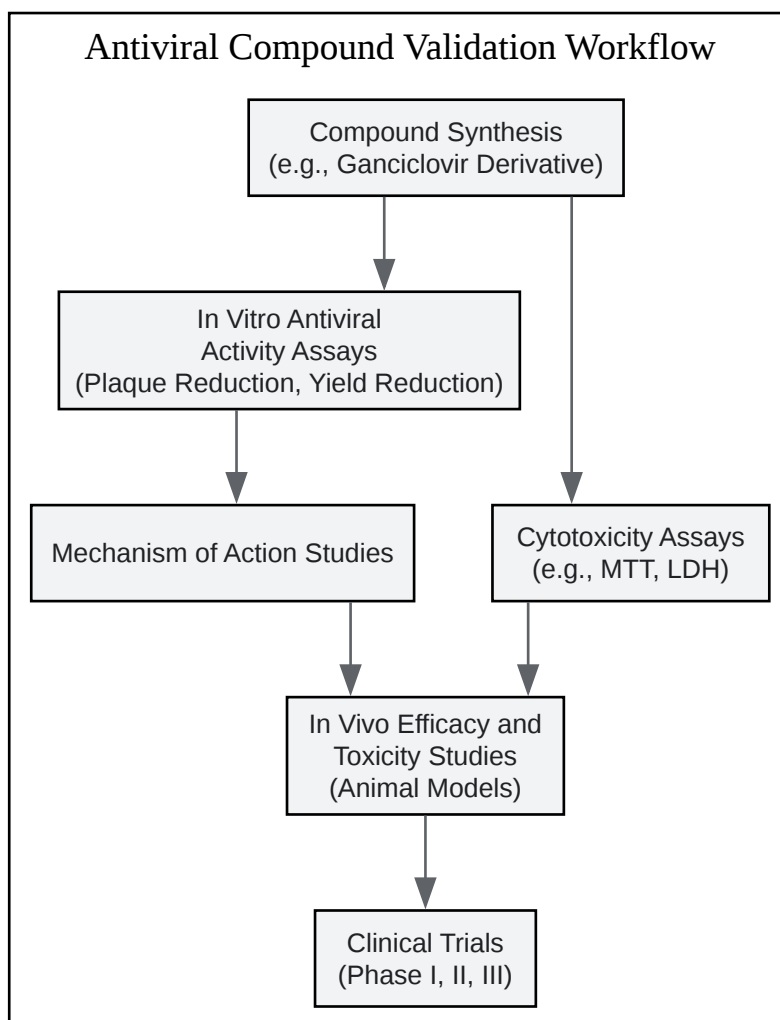 Antiviral Compound Validation Workflow
Compound Synthesis
(e.g., Ganciclovir Derivative)
In Vitro Antiviral
Activity Assays
(Plaque Reduction, Yield Reduction)
Mechanism of Action Studies
Cytotoxicity Assays
(e.g., MTT, LDH)
In Vivo Efficacy and
Toxicity Studies
(Animal Models)
Clinical Trials
(Phase I, II, III)